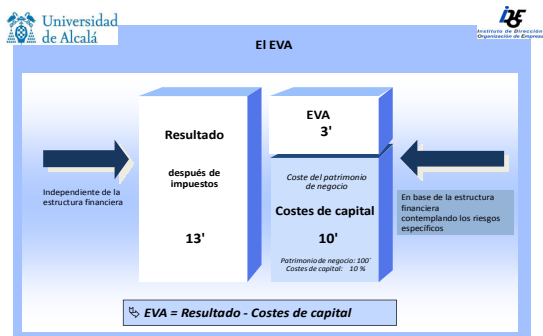 Universidad
de Alcalá
IDOE
Instituto de Dirección
Organización de Empresa
El EVA
Resultado
después de
impuestos
13'
EVA
3'
Coste del patrimonio
de negocio
Costes de capital
10'
Patrimonio de negocio: 100´
Costes de capital: 10 %
Independiente de la
estructura financiera
En base de la estructura
financiera
contemplando los riesgos
específicos
EVA = Resultado - Costes de capital